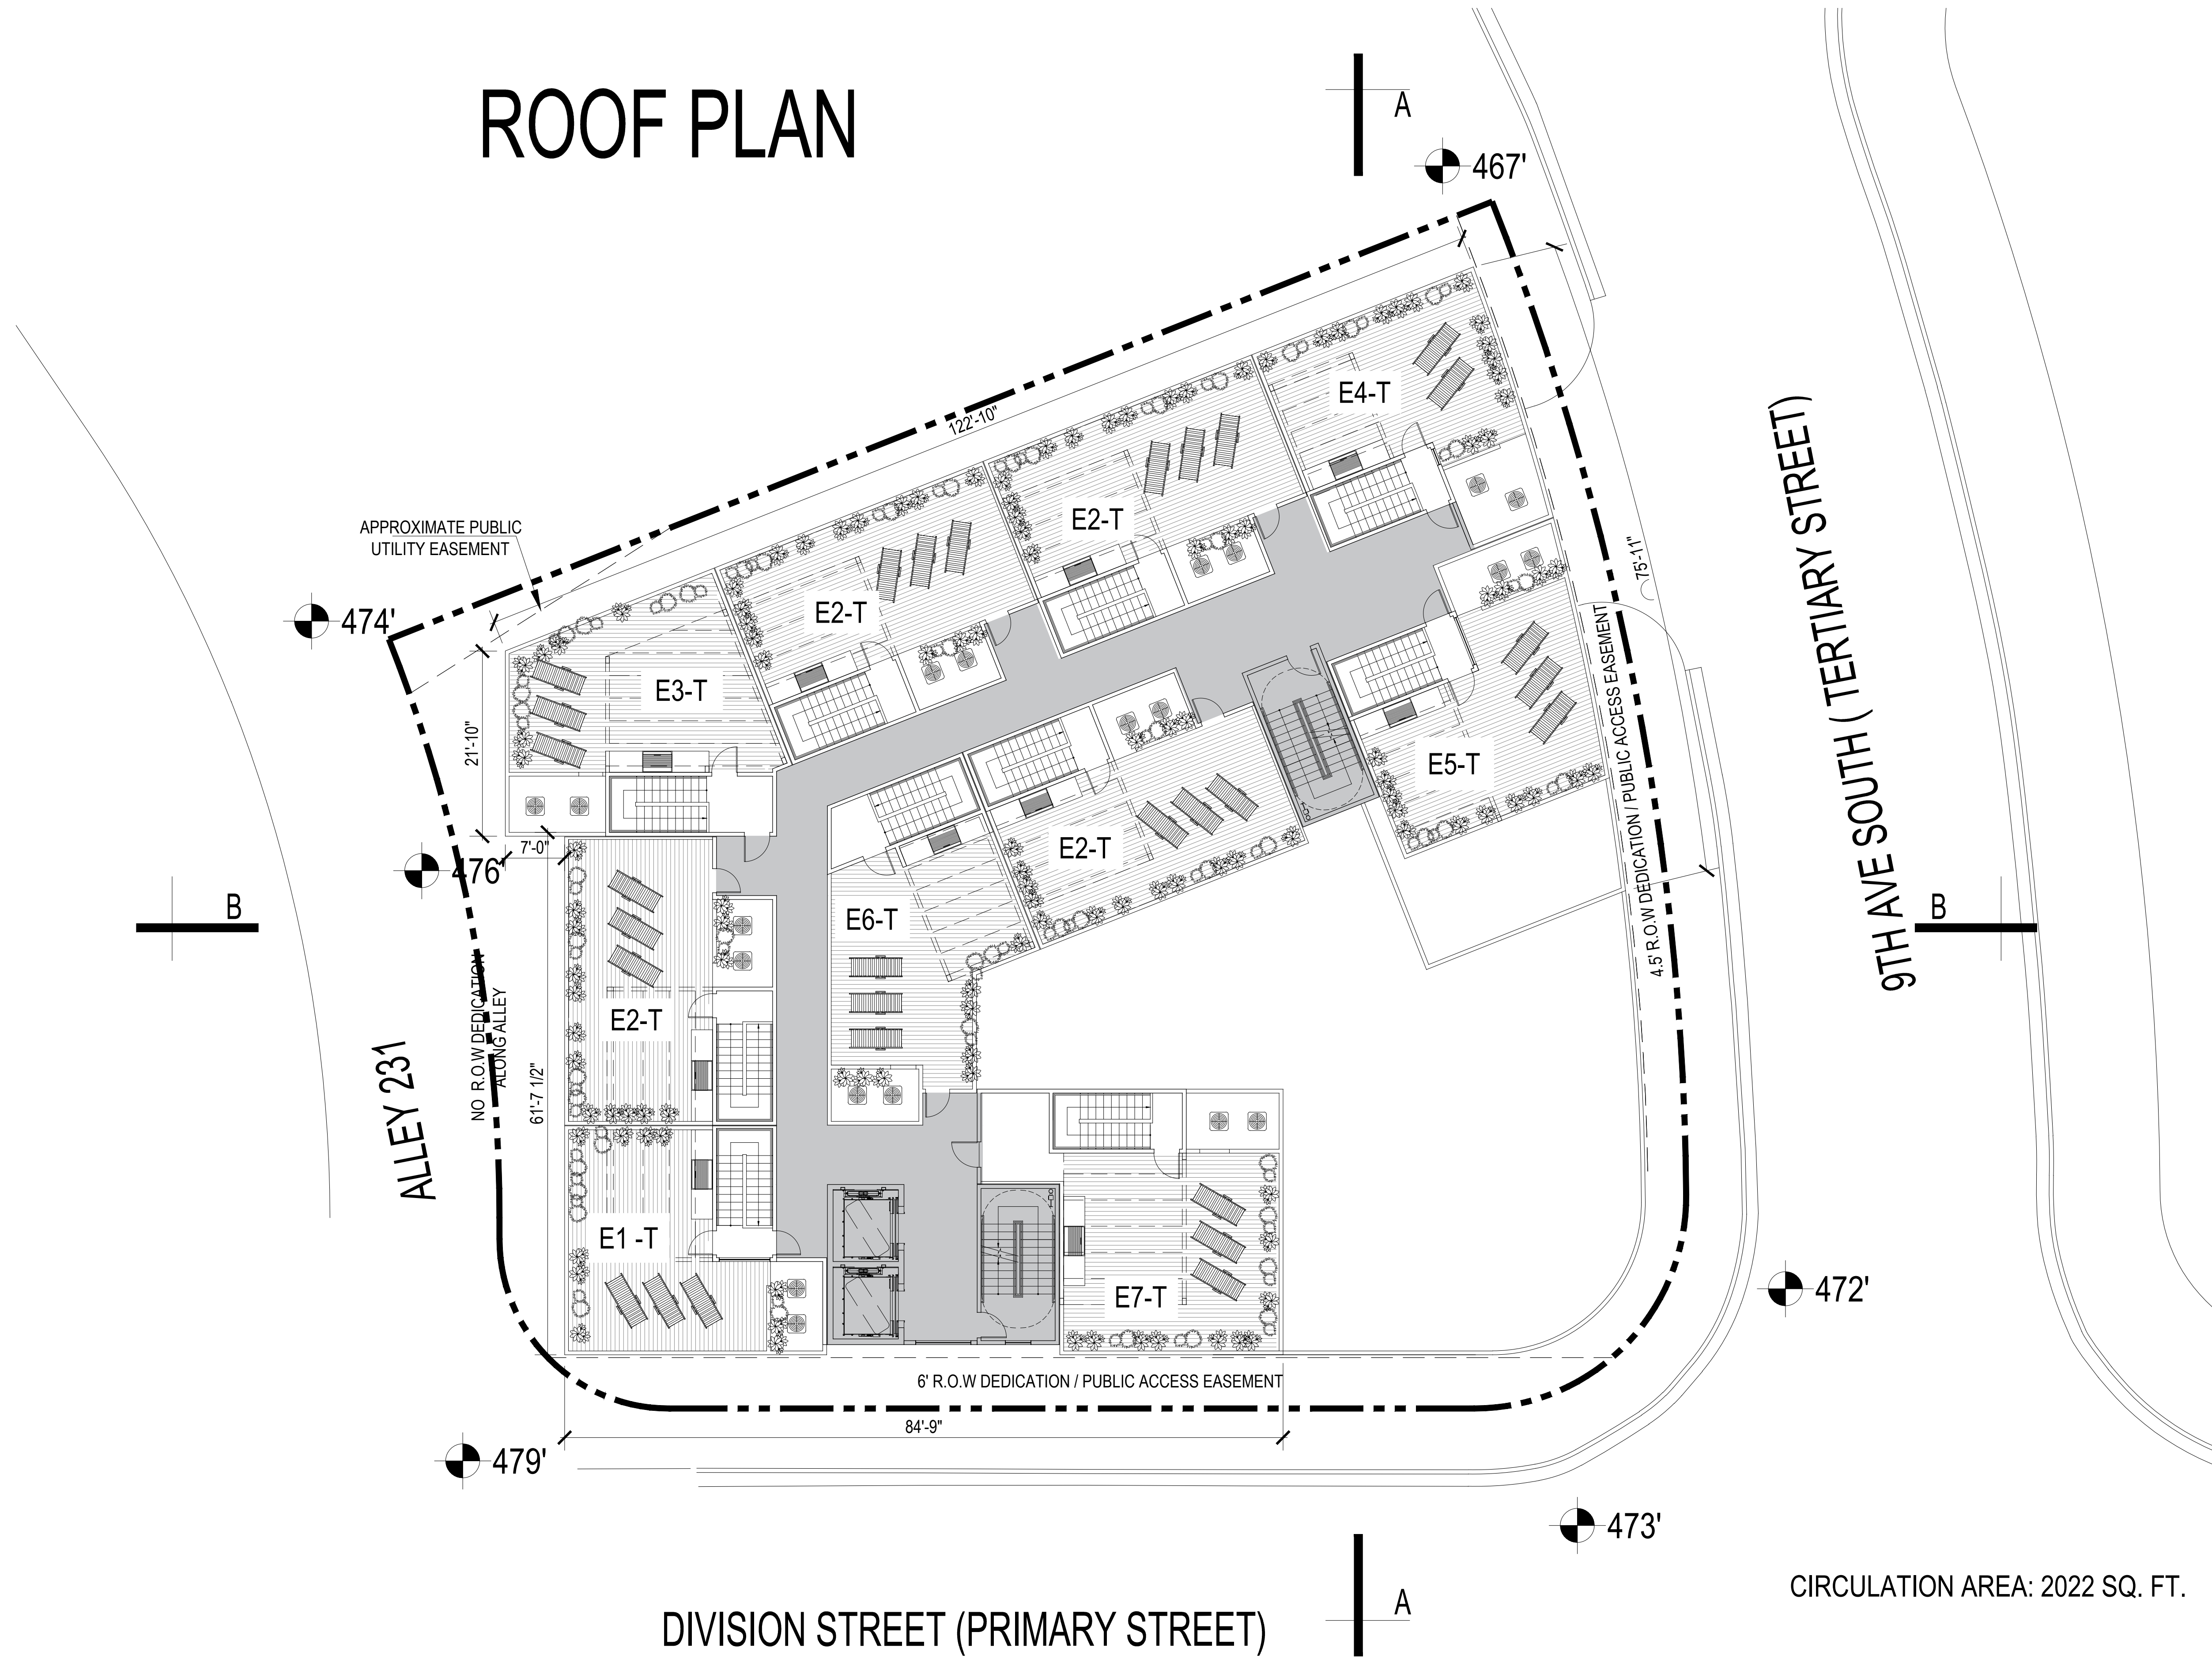 ROOF PLAN
A
467'
122'-10"
E4-T
APPROXIMATE PUBLIC
UTILITY EASEMENT
E2-T
75'-11"
474'
E2-T
E3-T
21'-10"
E5-T
4.5' R.O.W DEDICATION / PUBLIC ACCESS EASEMENT
9TH AVE SOUTH ( TERTIARY STREET)
7'-0"
476'
E2-T
B
E6-T
B
NO R.O.W DEDICATION
ALONG ALLEY
E2-T
ALLEY 231
61'-7 1/2"
E1 -T
E7-T
472'
6' R.O.W DEDICATION / PUBLIC ACCESS EASEMENT
84'-9"
479'
473'
CIRCULATION AREA: 2022 SQ. FT.
A
DIVISION STREET (PRIMARY STREET)